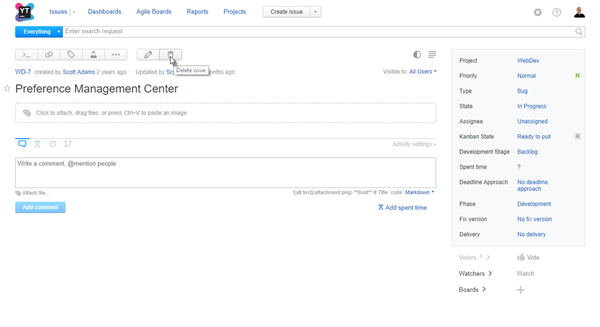 YT
Issues
Dashboards
Agile Boards
Reports
Projects
Create Issue
Everything
Enter search request
Delete issue
WD-7 created by Scott Adams 2 years ago Updated by months ago
Visible to: All Users
Preference Management Center
Click to attach, drag files, or press Ctrl+V to paste an image
Activity settings
Write a comment, @mention people
Attach file...
![alt text](attachment.png) **Bold** # Title `code` Markdown
Add comment
Add spent time
Project WebDev
Priority Normal N
Type Bug
State In Progress
Assignee Unassigned
Kanban State Ready to pull R
Development Stage Backlog
Spent time ?
Deadline Approach No deadline
approach
Phase Development
Fix version No fix version
Delivery No delivery
Voters 0 Vote
Watchers Watch
Boards